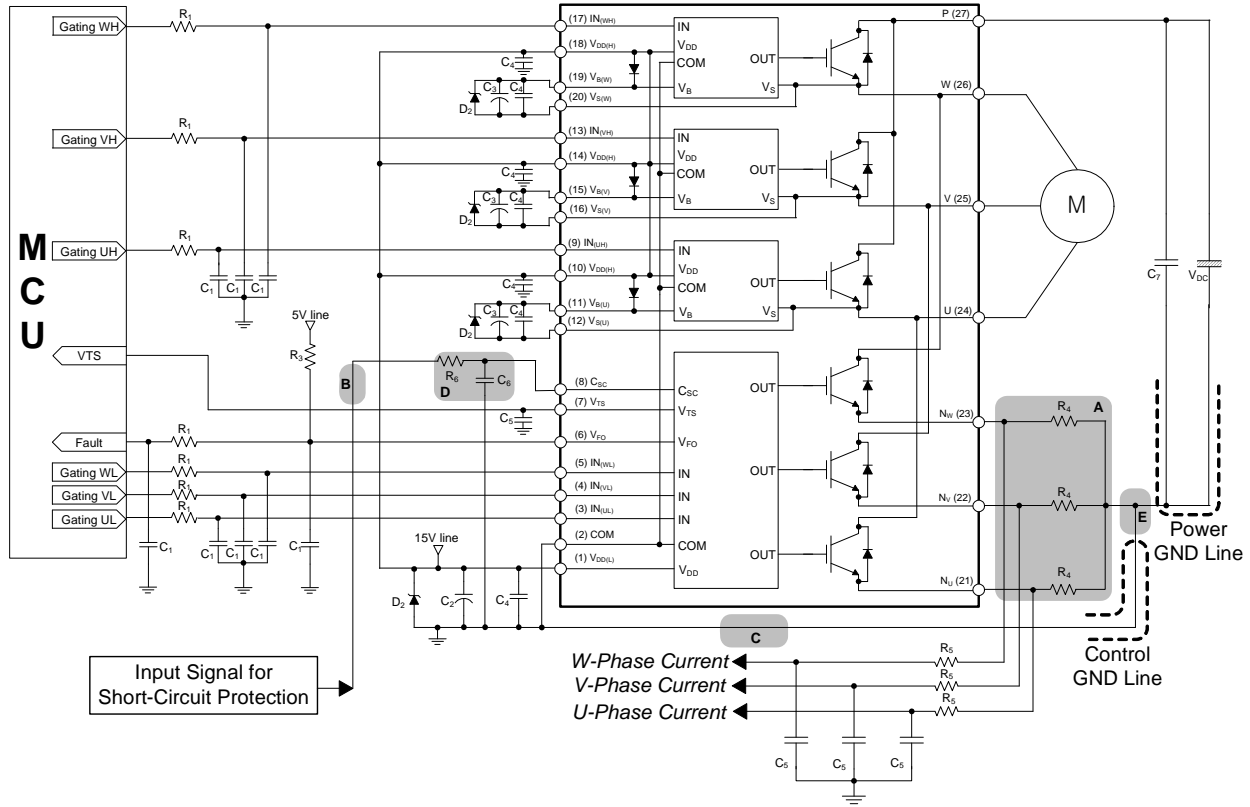 MCU
Gating WH
R1
Gating VH
R1
Gating UH
R1
C1 C1 C1
5V line
R3
VTS
Fault
R1
Gating WL
R1
Gating VL
R1
Gating UL
R1
C1
C1 C1 C1
C1
15V line
D2
C2
C4
B
R6
C6
D
C5
C4
C3 C4
D2
C4
C3 C4
D2
C4
C3 C4
D2
(17) IN(WH)
(18) VDD(H)
(19) VB(W)
(20) VS(W)
(13) IN(VH)
(14) VDD(H)
(15) VB(V)
(16) VS(V)
(9) IN(UH)
(10) VDD(H)
(11) VB(U)
(12) VS(U)
(8) CSC
(7) VTS
(6) VFO
(5) IN(WL)
(4) IN(VL)
(3) IN(UL)
(2) COM
(1) VDD(L)
IN
VDD
COM
VB
OUT
VS
IN
VDD
COM
VB
OUT
VS
IN
VDD
COM
VB
OUT
VS
CSC
VTS
VFO
IN
IN
IN
COM
VDD
OUT
OUT
OUT
P (27)
W (26)
V (25)
U (24)
NW (23)
NV (22)
NU (21)
M
C7
VDC
R4
A
R4
R4
E
Power
GND Line
Control
GND Line
C
Input Signal for
Short-Circuit Protection
W-Phase Current
V-Phase Current
U-Phase Current
R5
R5
R5
C5
C5
C5